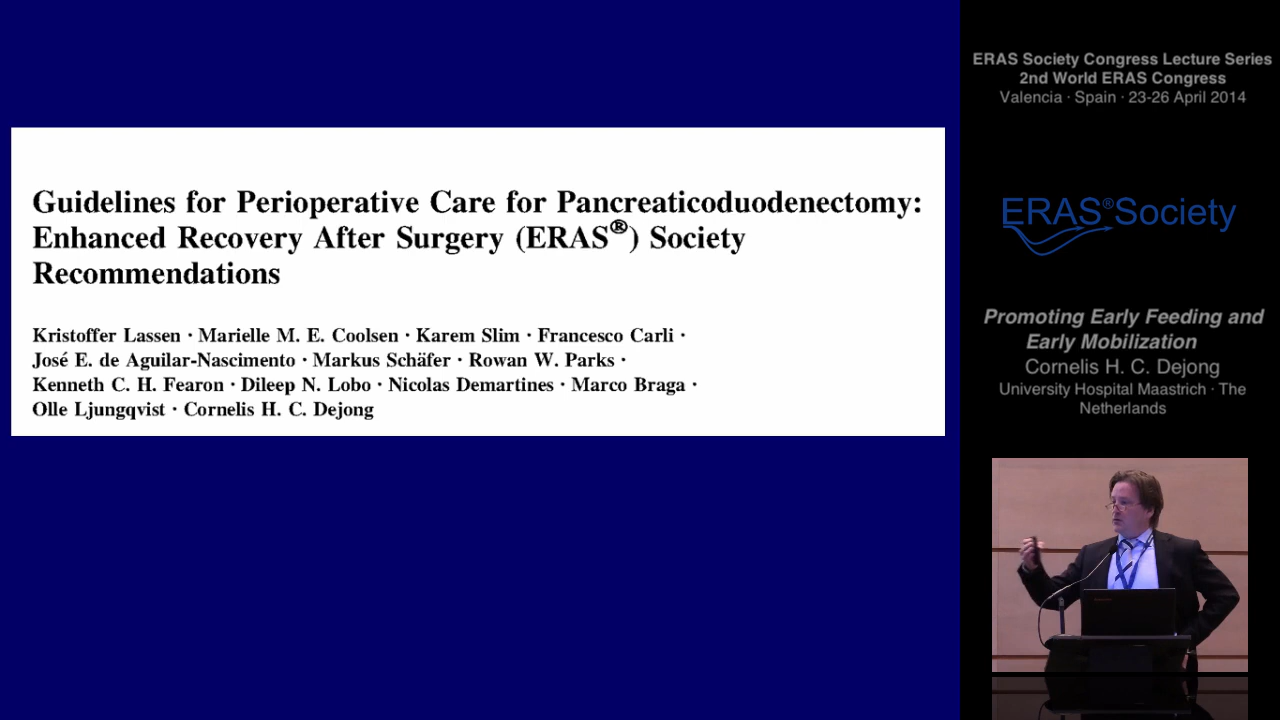 Guidelines for Perioperative Care for Pancreaticoduodenectomy:
Enhanced Recovery After Surgery (ERAS®) Society
Recommendations
Kristoffer Lassen · Marielle M. E. Coolsen · Karem Slim · Francesco Carli ·
José E. de Aguilar-Nascimento · Markus Schäfer · Rowan W. Parks ·
Kenneth C. H. Fearon · Dileep N. Lobo · Nicolas Demartines · Marco Braga ·
Olle Ljungqvist · Cornelis H. C. Dejong
ERAS Society Congress Lecture Series
2nd World ERAS Congress
Valencia · Spain · 23-26 April 2014
ERAS®Society
Promoting Early Feeding and
Early Mobilization
Cornelis H. C. Dejong
University Hospital Maastrich · The
Netherlands